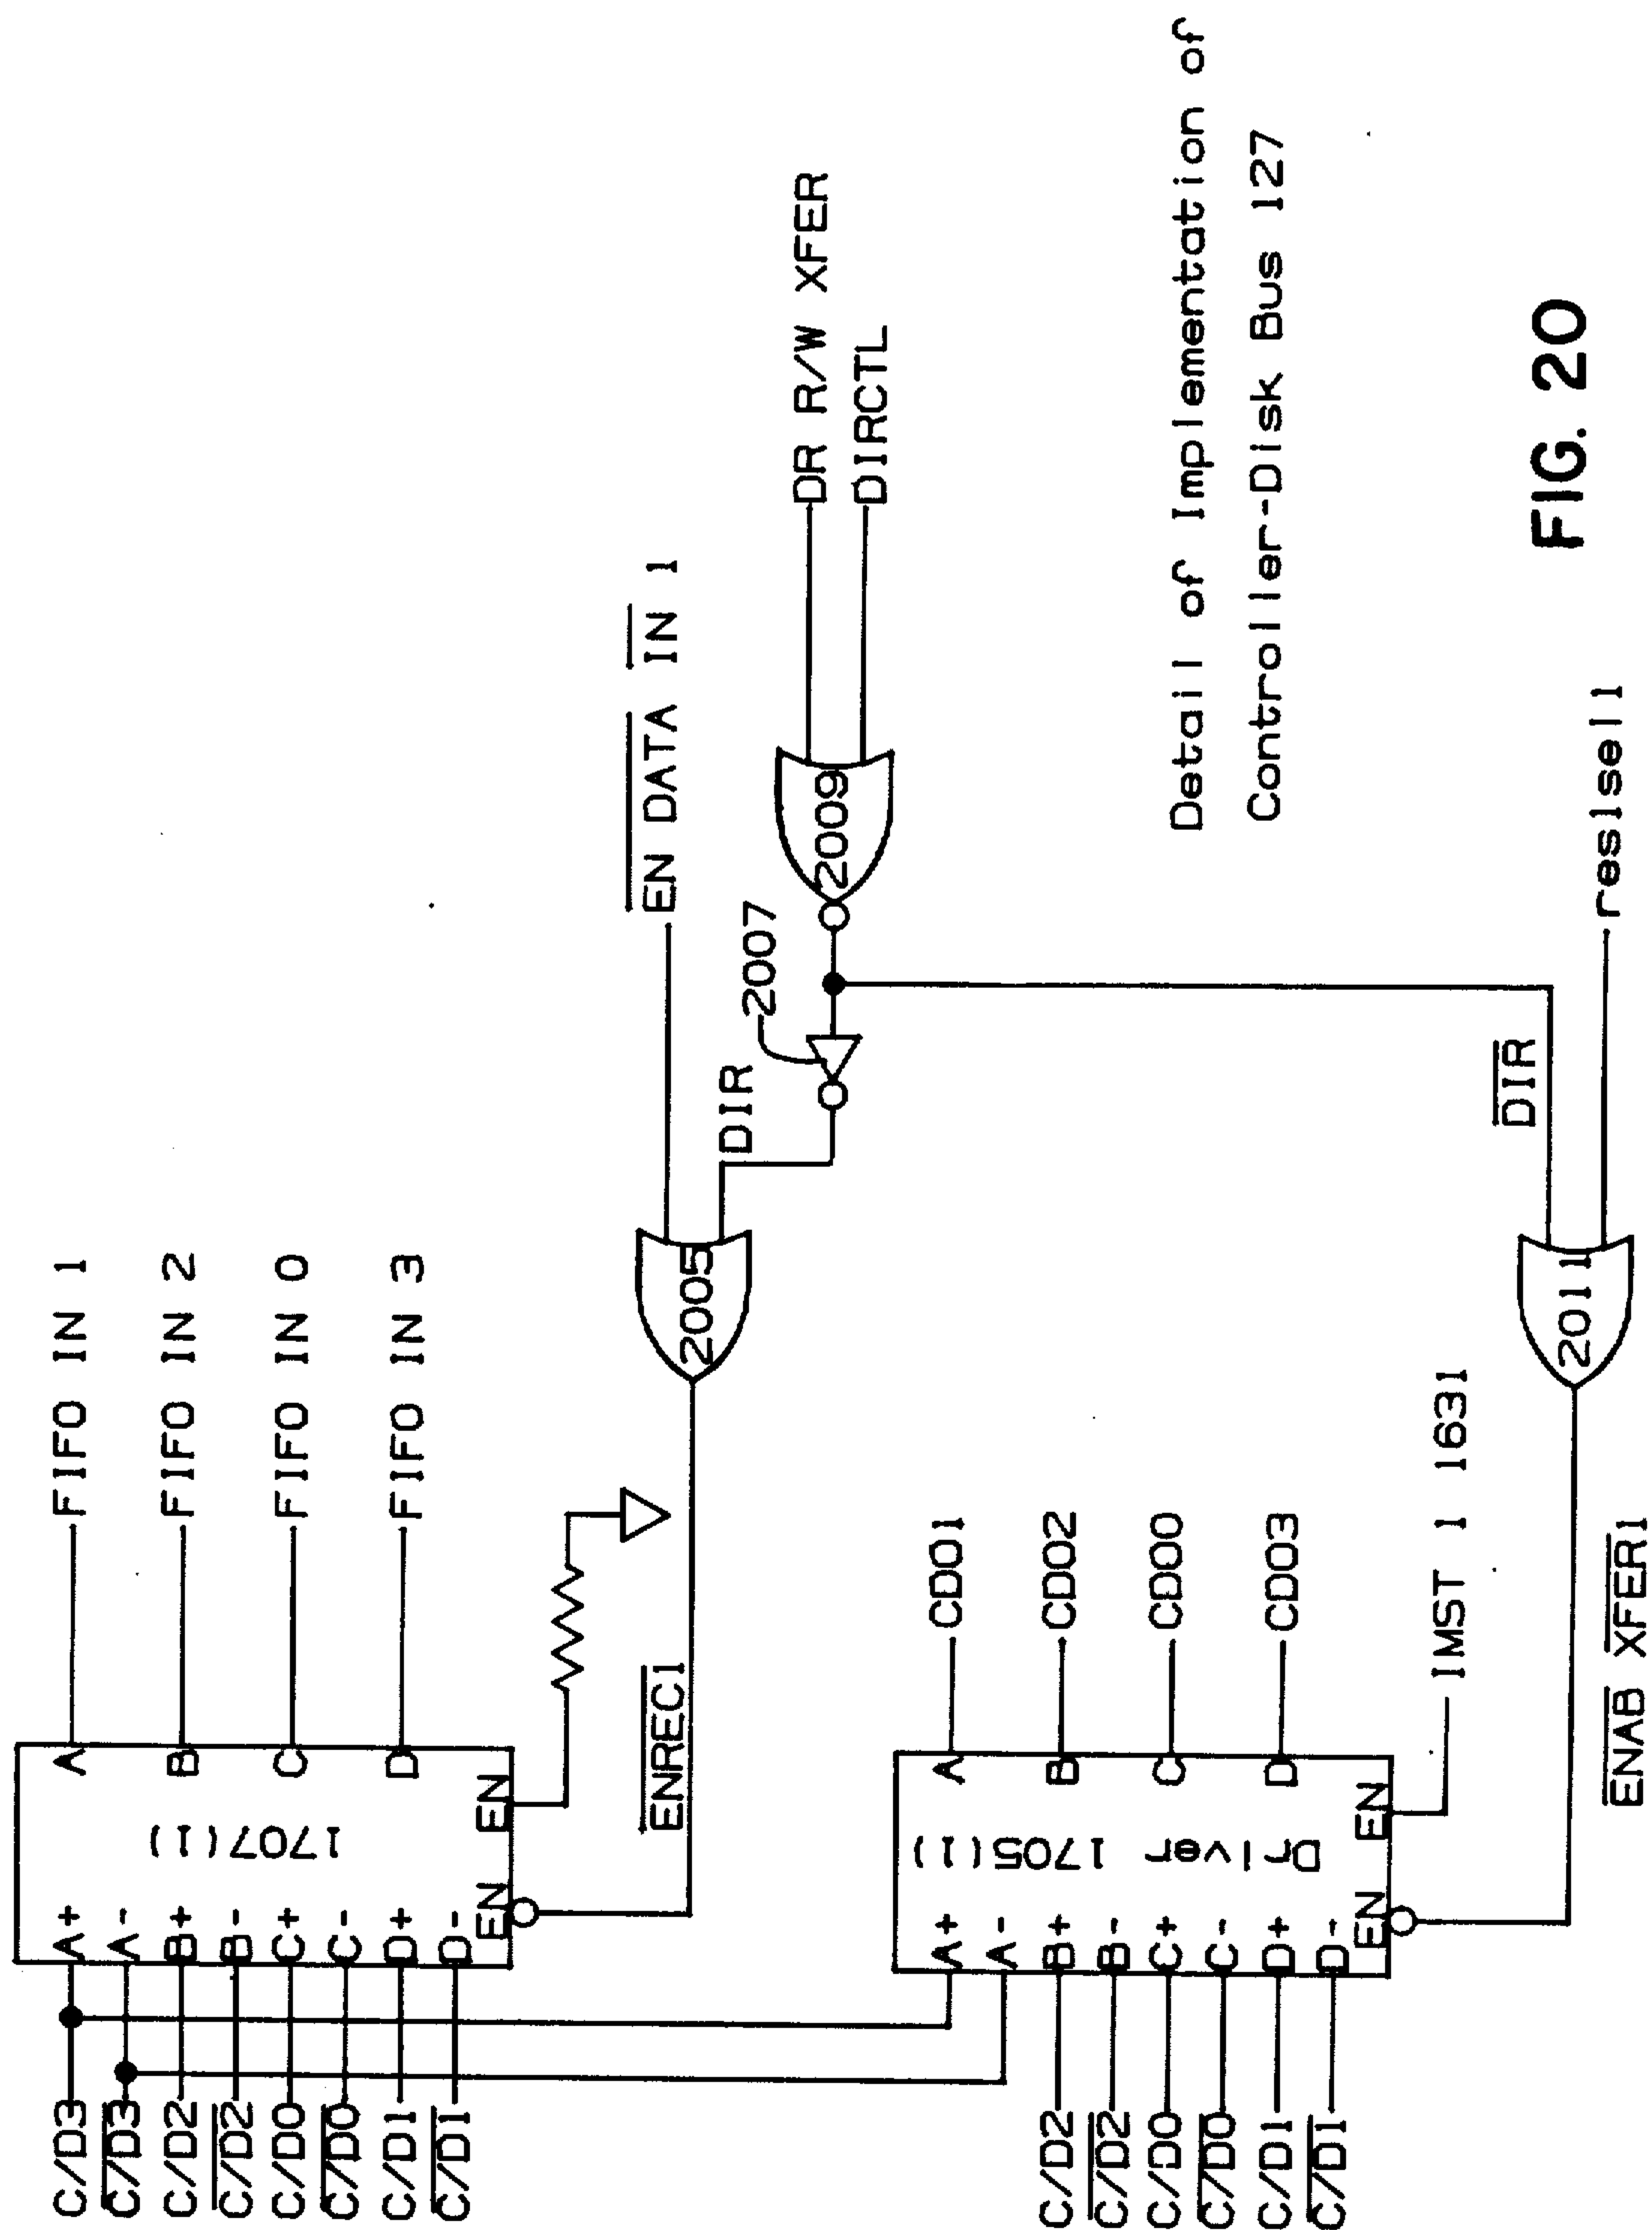 C/D3
A+
A
FIFO IN 1
C/D3
A-
C/D2
B+
B
FIFO IN 2
C/D2
B-
1707(1)
C/D0
C+
C
FIFO IN 0
C/D0
C-
C/D1
D+
D
FIFO IN 3
C/D1
D-
EN
EN
ENREC1
2005
EN DATA IN 1
DIR
2007
2009
DR R/W XFER
DIRCTL
A+
A
CD01
A-
C/D2
B+
B
CD02
C/D2
B-
Driver 1705(1)
C/D0
C+
C
CD00
C/D0
C-
C/D1
D+
D
CD03
C/D1
D-
EN
EN
IMST 1 1631
DIR
2011
reslsel1
ENAB XFER1
Detail of Implementation of
Controller-Disk Bus 127
FIG. 20